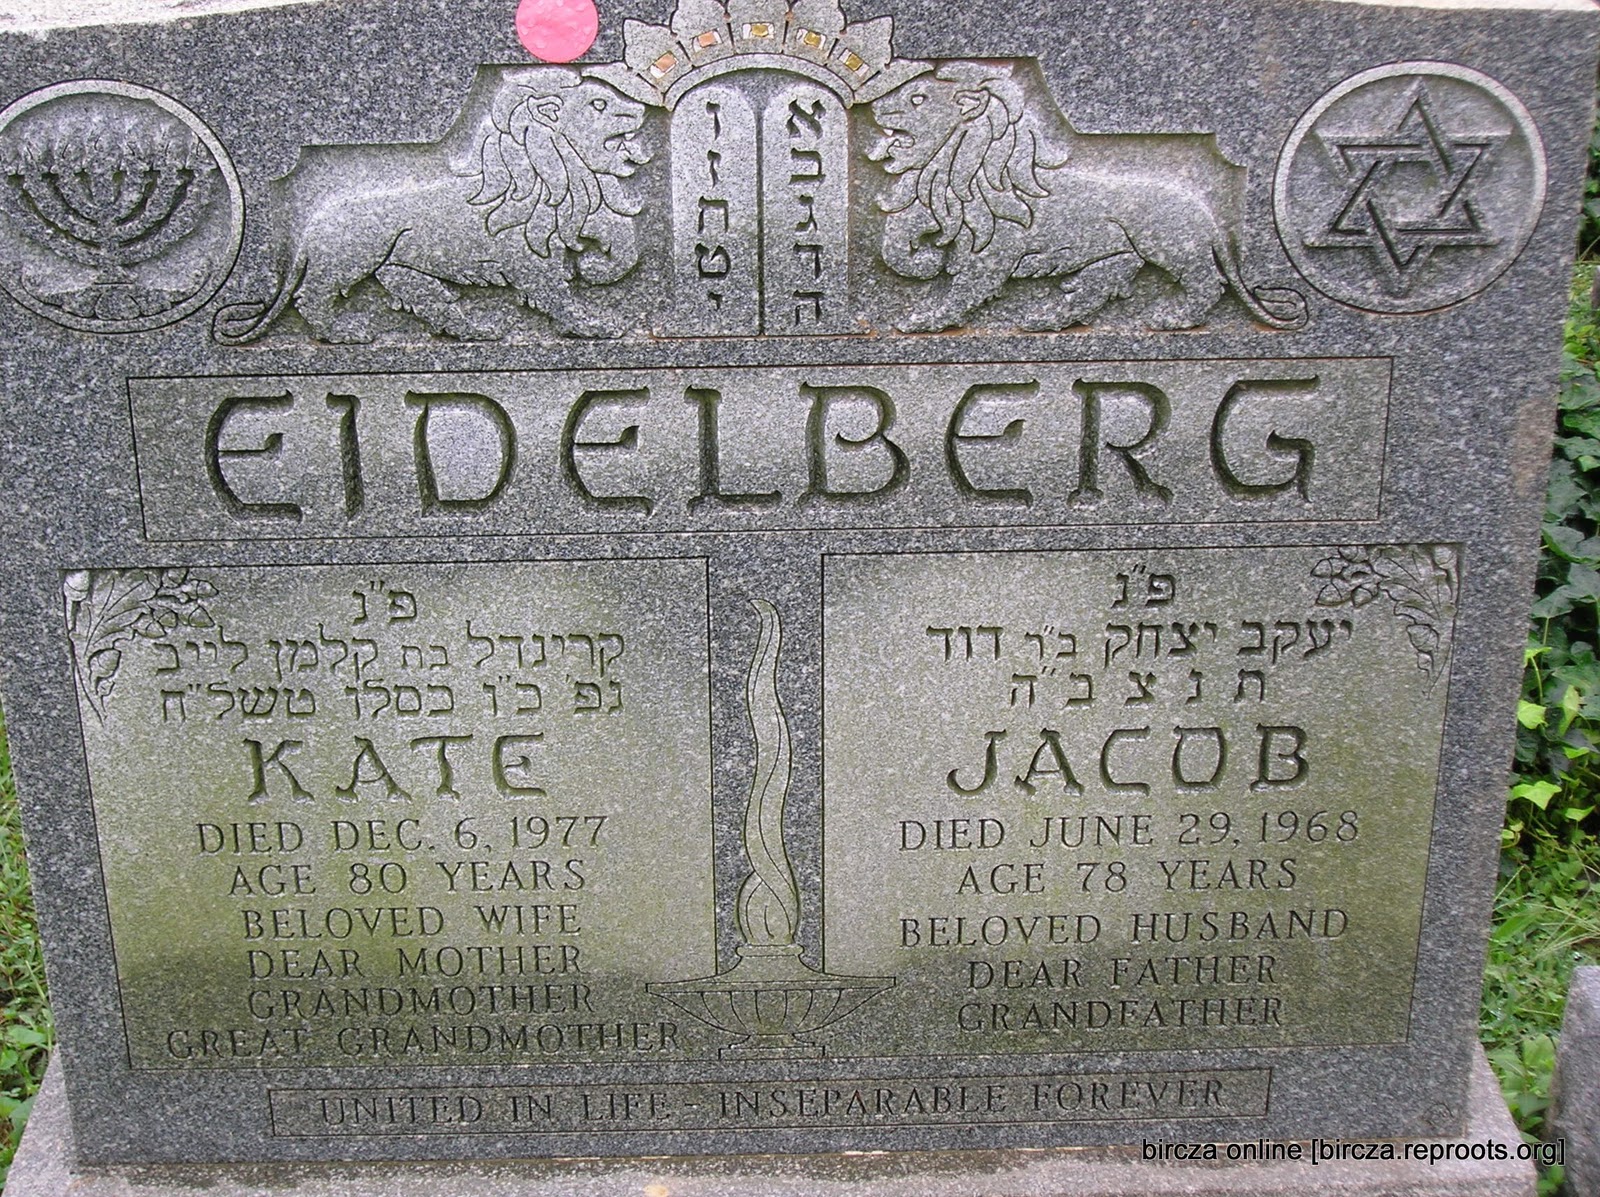 א ו
ב ז
ג ח
ד ט
ה י
EIDELBERG
פ"נ
קרינדל בת קלמן לייב
נפ' כ"ו כסלו תשל"ח
KATE
DIED DEC. 6, 1977
AGE 80 YEARS
BELOVED WIFE
DEAR MOTHER
GRANDMOTHER
GREAT GRANDMOTHER
פ"נ
יעקב יצחק ב"ר דוד
ת נ צ ב"ה
JACOB
DIED JUNE 29, 1968
AGE 78 YEARS
BELOVED HUSBAND
DEAR FATHER
GRANDFATHER
UNITED IN LIFE - INSEPARABLE FOREVER
bircza online [bircza.reproots.org]